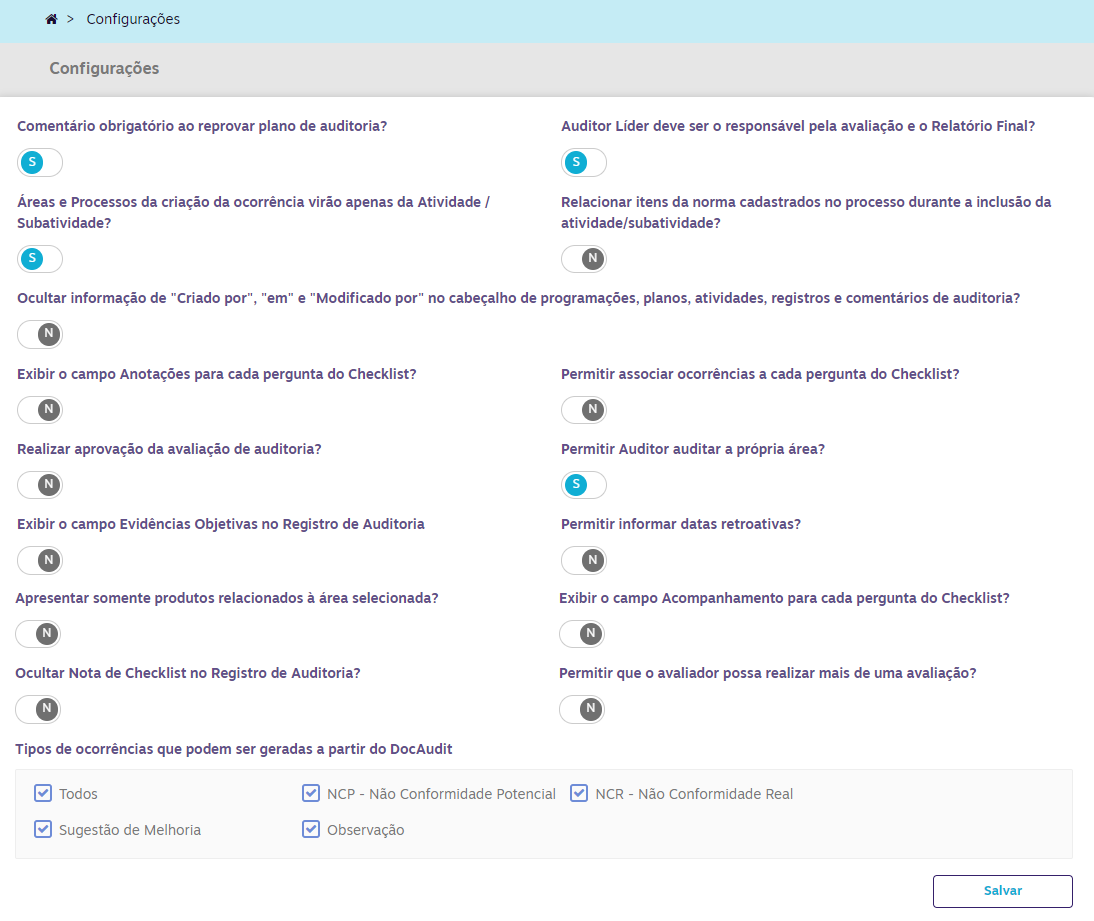 > Configurações
Configurações
Comentário obrigatório ao reprovar plano de auditoria?
S
Auditor Líder deve ser o responsável pela avaliação e o Relatório Final?
S
Áreas e Processos da criação da ocorrência virão apenas da Atividade /
Subatividade?
S
Relacionar itens da norma cadastrados no processo durante a inclusão da
atividade/subatividade?
N
Ocultar informação de "Criado por", "em" e "Modificado por" no cabeçalho de programações, planos, atividades, registros e comentários de auditoria?
N
Exibir o campo Anotações para cada pergunta do Checklist?
N
Permitir associar ocorrências a cada pergunta do Checklist?
N
Realizar aprovação da avaliação de auditoria?
N
Permitir Auditor auditar a própria área?
S
Exibir o campo Evidências Objetivas no Registro de Auditoria
N
Permitir informar datas retroativas?
N
Apresentar somente produtos relacionados à área selecionada?
N
Exibir o campo Acompanhamento para cada pergunta do Checklist?
N
Ocultar Nota de Checklist no Registro de Auditoria?
N
Permitir que o avaliador possa realizar mais de uma avaliação?
N
Tipos de ocorrências que podem ser geradas a partir do DocAudit
Todos
NCP - Não Conformidade Potencial
NCR - Não Conformidade Real
Sugestão de Melhoria
Observação
Salvar